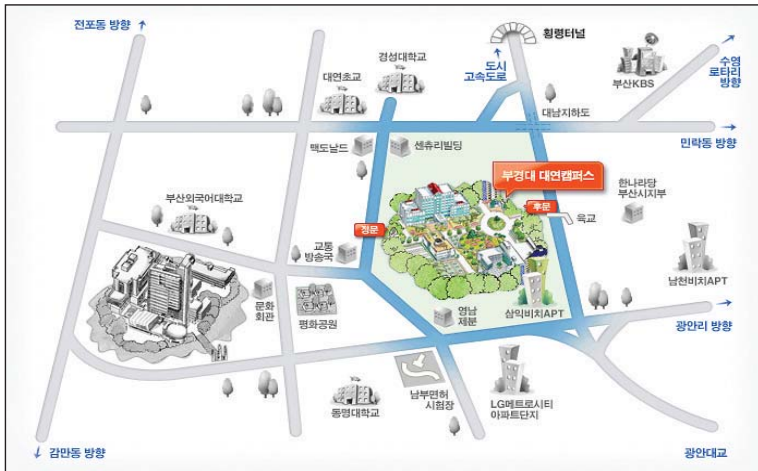 전포동 방향
경성대학교
대연초교
횡령터널
도시
고속도로
부산KBS
수영
로타리
방향
대남지하도
맥도날드
센츄리빌딩
민락동 방향
부경대 대연캠퍼스
한나라당
부산시지부
부산외국어대학교
정문
후문
육교
교통
방송국
남천비치APT
문화
회관
평화공원
영남
제분
삼익비치APT
광안리 방향
동명대학교
남부면허
시험장
LG메트로시티
아파트단지
감만동 방향
광안대교